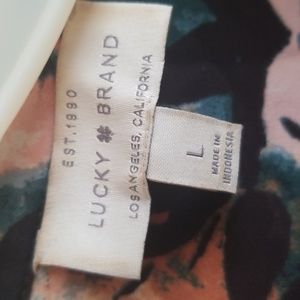 EST. 1990
LUCKY BRAND
LOS ANGELES, CALIFORNIA
L
MADE IN
INDONESIA